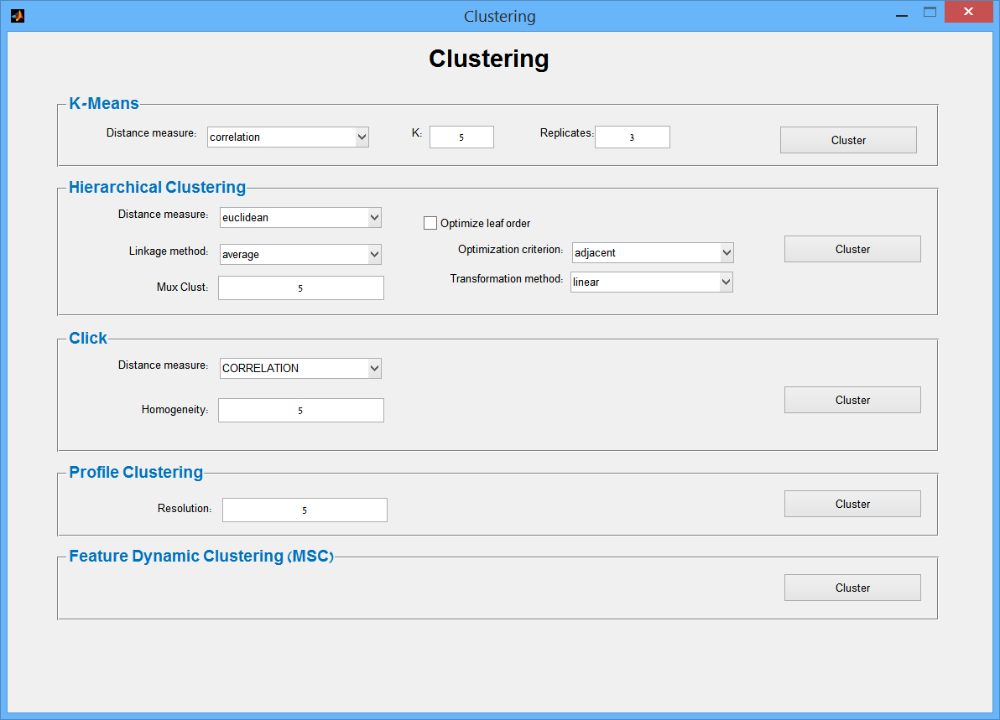 Clustering
Clustering
K-Means
Distance measure: correlation K: 5 Replicates: 3 Cluster
Hierarchical Clustering
Distance measure: euclidean
Optimize leaf order
Linkage method: average Optimization criterion: adjacent Cluster
Mux Clust: 5 Transformation method: linear
Click
Distance measure: CORRELATION
Homogeneity: 5 Cluster
Profile Clustering
Resolution: 5 Cluster
Feature Dynamic Clustering (MSC)
Cluster